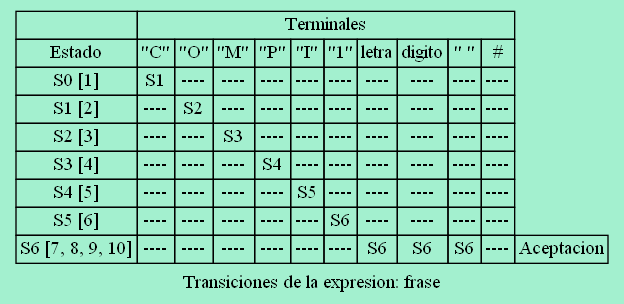 Terminales
Estado "C" "O" "M" "P" "I" "1" letra digito " " #
S0 [1] S1 ---- ---- ---- ---- ---- ---- ---- ---- ----
S1 [2] ---- S2 ---- ---- ---- ---- ---- ---- ---- ----
S2 [3] ---- ---- S3 ---- ---- ---- ---- ---- ---- ----
S3 [4] ---- ---- ---- S4 ---- ---- ---- ---- ---- ----
S4 [5] ---- ---- ---- ---- S5 ---- ---- ---- ---- ----
S5 [6] ---- ---- ---- ---- ---- S6 ---- ---- ---- ----
S6 [7, 8, 9, 10] ---- ---- ---- ---- ---- ---- S6 S6 S6 ---- Aceptacion
Transiciones de la expresion: frase